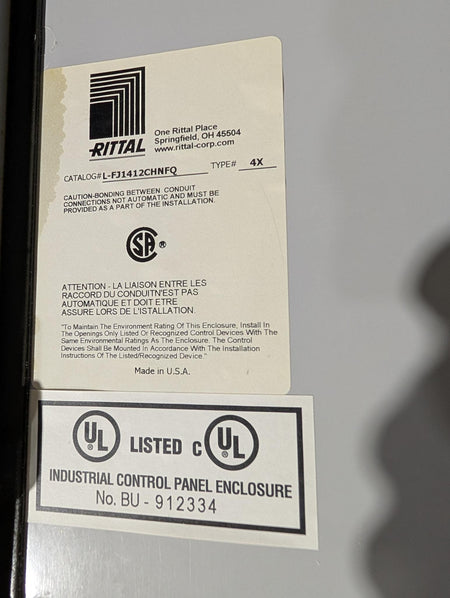 RITTAL
One Rittal Place
Springfield, OH 45504
www.rittal-corp.com
CATALOG# L-FJ1412CHNFQ TYPE# 4X
CAUTION-BONDING BETWEEN CONDUIT
CONNECTIONS NOT AUTOMATIC AND MUST BE
PROVIDED AS A PART OF THE INSTALLATION.
SA ®
ATTENTION - LA LIAISON ENTRE LES
RACCORD DU CONDUITN'EST PAS
AUTOMATIQUE ET DOIT ETRE
ASSURE LORS DE L'ISTALLATION.
"To Maintain The Environment Rating Of This Enclosure, Install In
The Openings Only Listed Or Recognized Control Devices With The
Same Environmental Ratings As The Enclosure. The Control
Devices Shall Be Mounted In Accordance With The Installation
Instructions Of The Listed/Recognized Device."
Made in U.S.A.
UL LISTED C UL
INDUSTRIAL CONTROL PANEL ENCLOSURE
No. BU - 912334